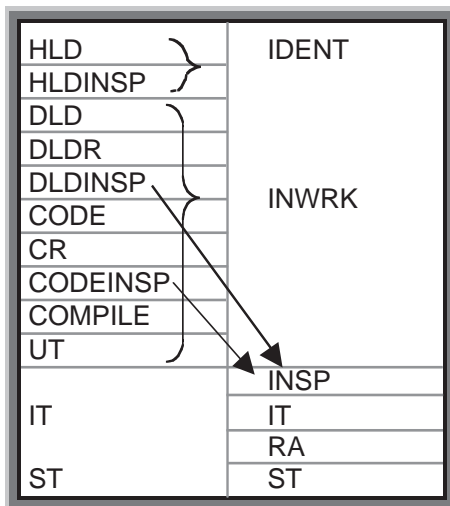 HLD IDENT
HLDINSP
DLD
DLDR
DLDINSP
INWRK
CODE
CR
CODEINSP
COMPILE
UT
INSP
IT IT
RA
ST ST